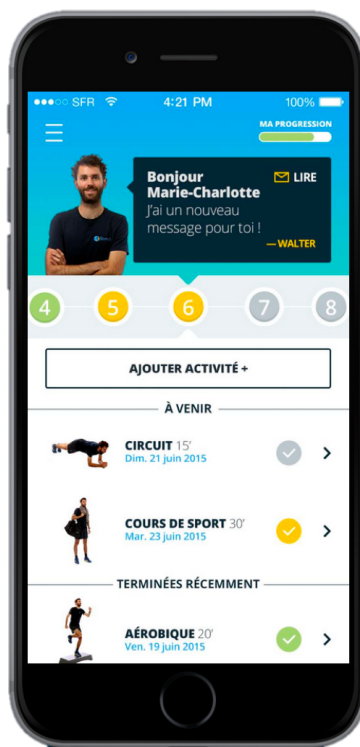 SFR 4:21 PM 100%
MA PROGRESSION
Bonjour LIRE
Marie-Charlotte
J'ai un nouveau
message pour toi !
— WALTER
4 5 6 7 8
AJOUTER ACTIVITÉ +
À VENIR
CIRCUIT 15'
Dim. 21 juin 2015
COURS DE SPORT 30'
Mar. 23 juin 2015
TERMINÉES RÉCEMMENT
AÉROBIQUE 20'
Ven. 19 juin 2015